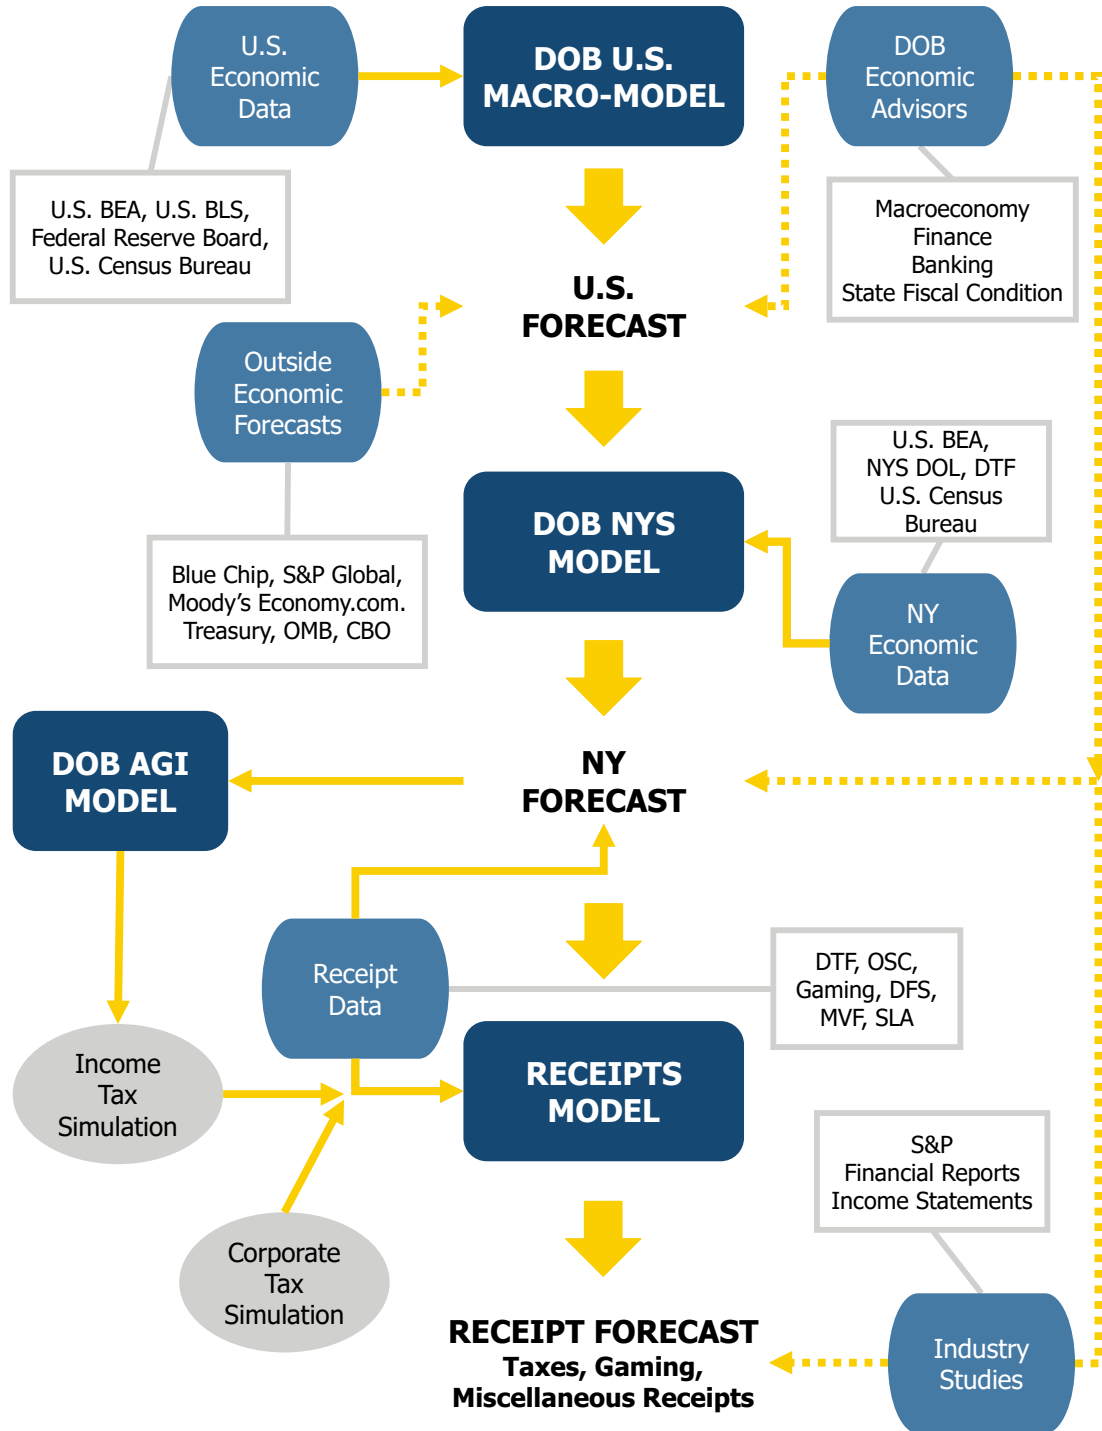 U.S.
Economic
Data
DOB U.S.
MACRO-MODEL
DOB
Economic
Advisors
U.S. BEA, U.S. BLS,
Federal Reserve Board,
U.S. Census Bureau
Macroeconomy
Finance
Banking
State Fiscal Condition
U.S.
FORECAST
Outside
Economic
Forecasts
U.S. BEA,
NYS DOL, DTF
U.S. Census
Bureau
DOB NYS
MODEL
Blue Chip, S&P Global,
Moody’s Economy.com.
Treasury, OMB, CBO
NY
Economic
Data
DOB AGI
MODEL
NY
FORECAST
Receipt
Data
DTF, OSC,
Gaming, DFS,
MVF, SLA
Income
Tax
Simulation
RECEIPTS
MODEL
S&P
Financial Reports
Income Statements
Corporate
Tax
Simulation
RECEIPT FORECAST
Taxes, Gaming,
Miscellaneous Receipts
Industry
Studies